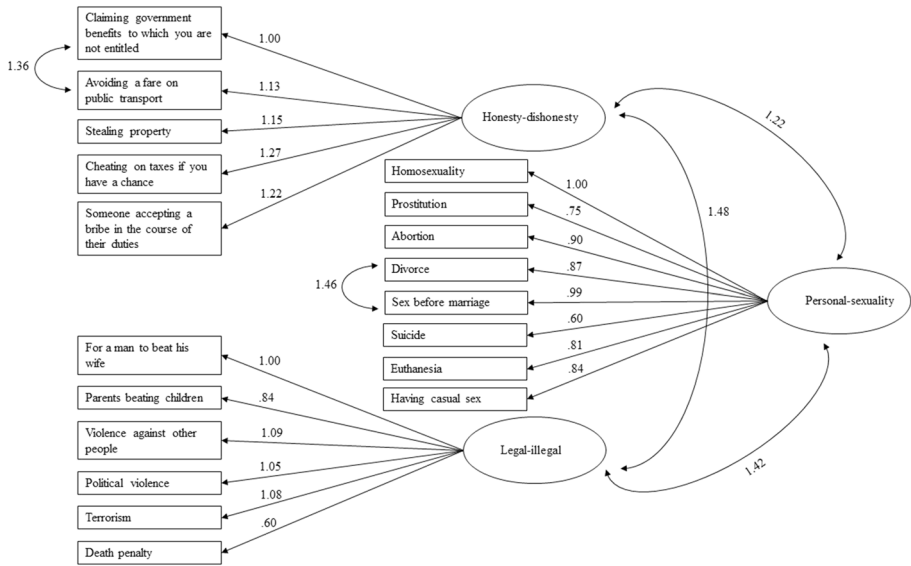 Claiming government
benefits to which you are
not entitled
1.00
1.36
Avoiding a fare on
public transport
1.13
Stealing property
1.15
Cheating on taxes if you
have a chance
1.27
Someone accepting a
bribe in the course of
their duties
1.22
Honesty-dishonesty
1.22
1.48
Homosexuality
1.00
Prostitution
.75
Abortion
.90
Divorce
.87
1.46
Sex before marriage
.99
Suicide
.60
Euthanesia
.81
Having casual sex
.84
Personal-sexuality
For a man to beat his
wife
1.00
Parents beating children
.84
Violence against other
people
1.09
Political violence
1.05
Terrorism
1.08
Death penalty
.60
Legal-illegal
1.42